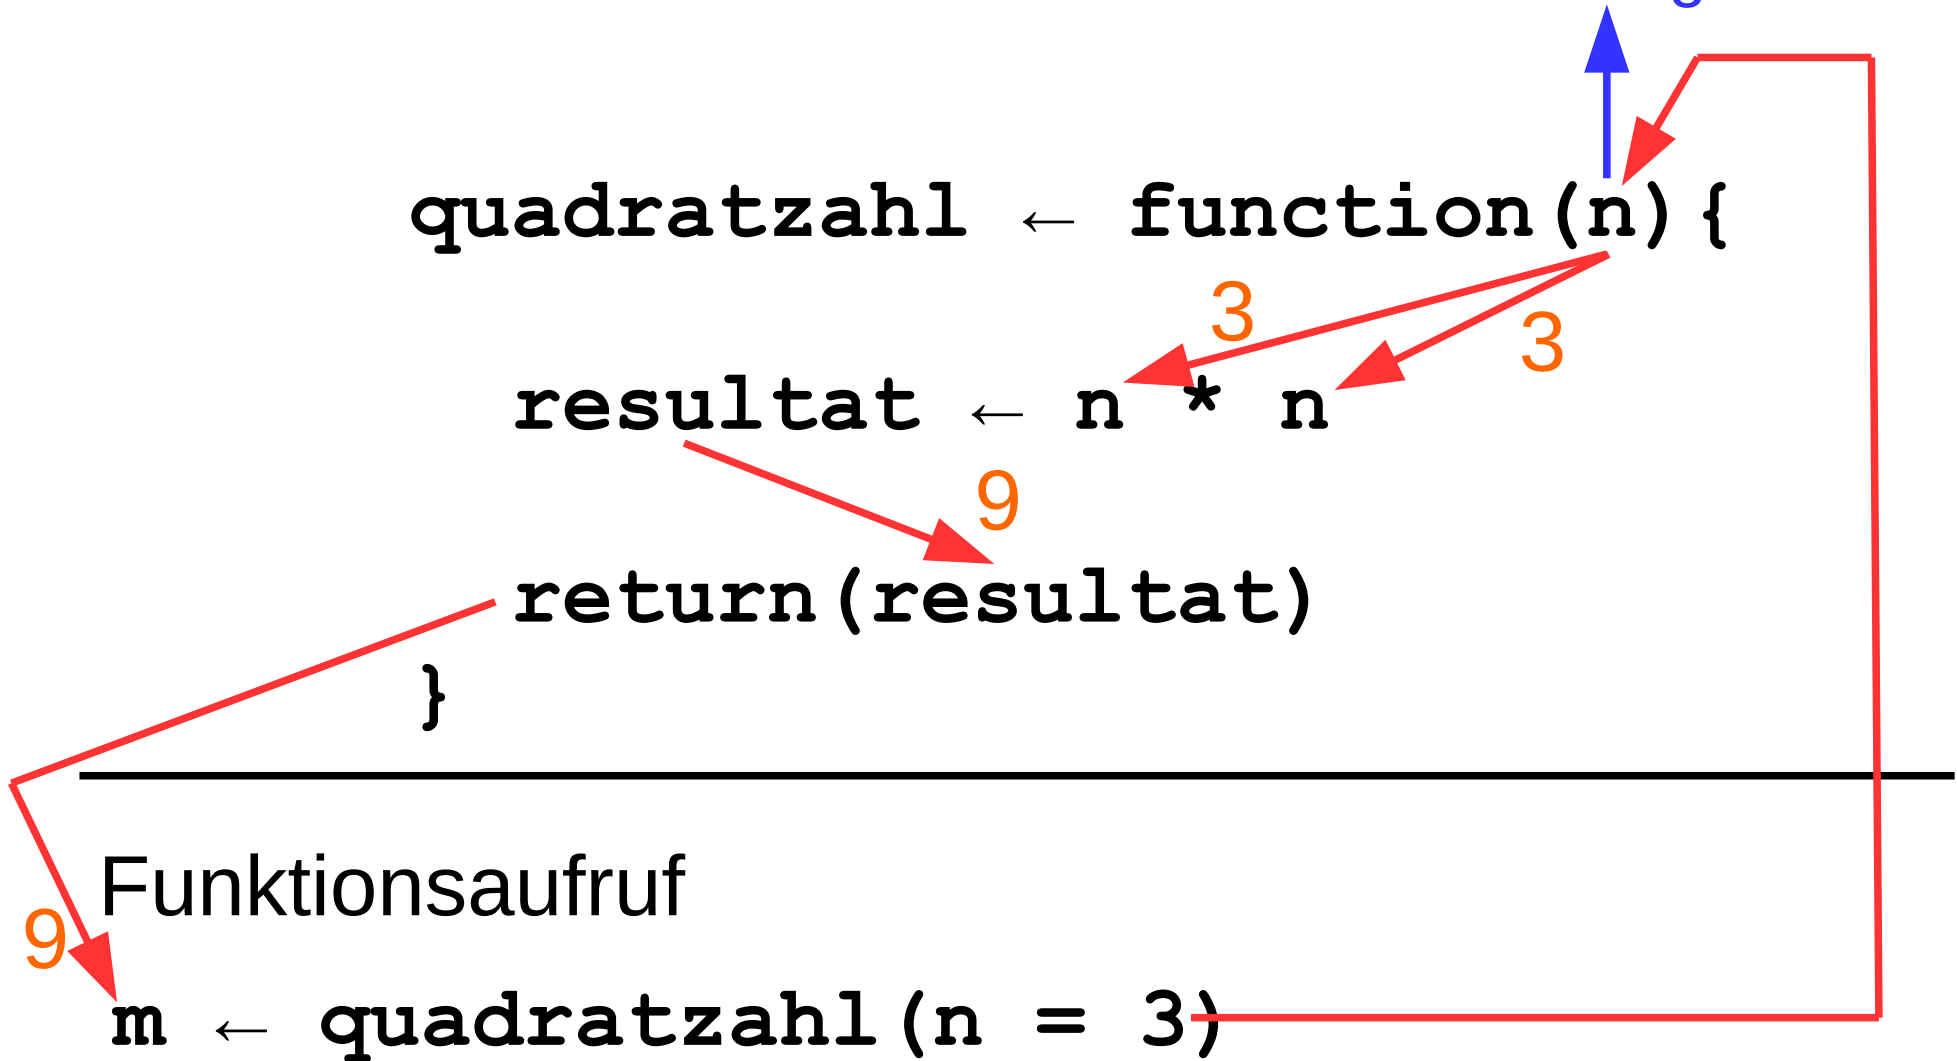 quadratzahl ← function(n){
3
3
resultat ← n * n
9
return(resultat)
}
Funktionsaufruf
9
m ← quadratzahl(n = 3)